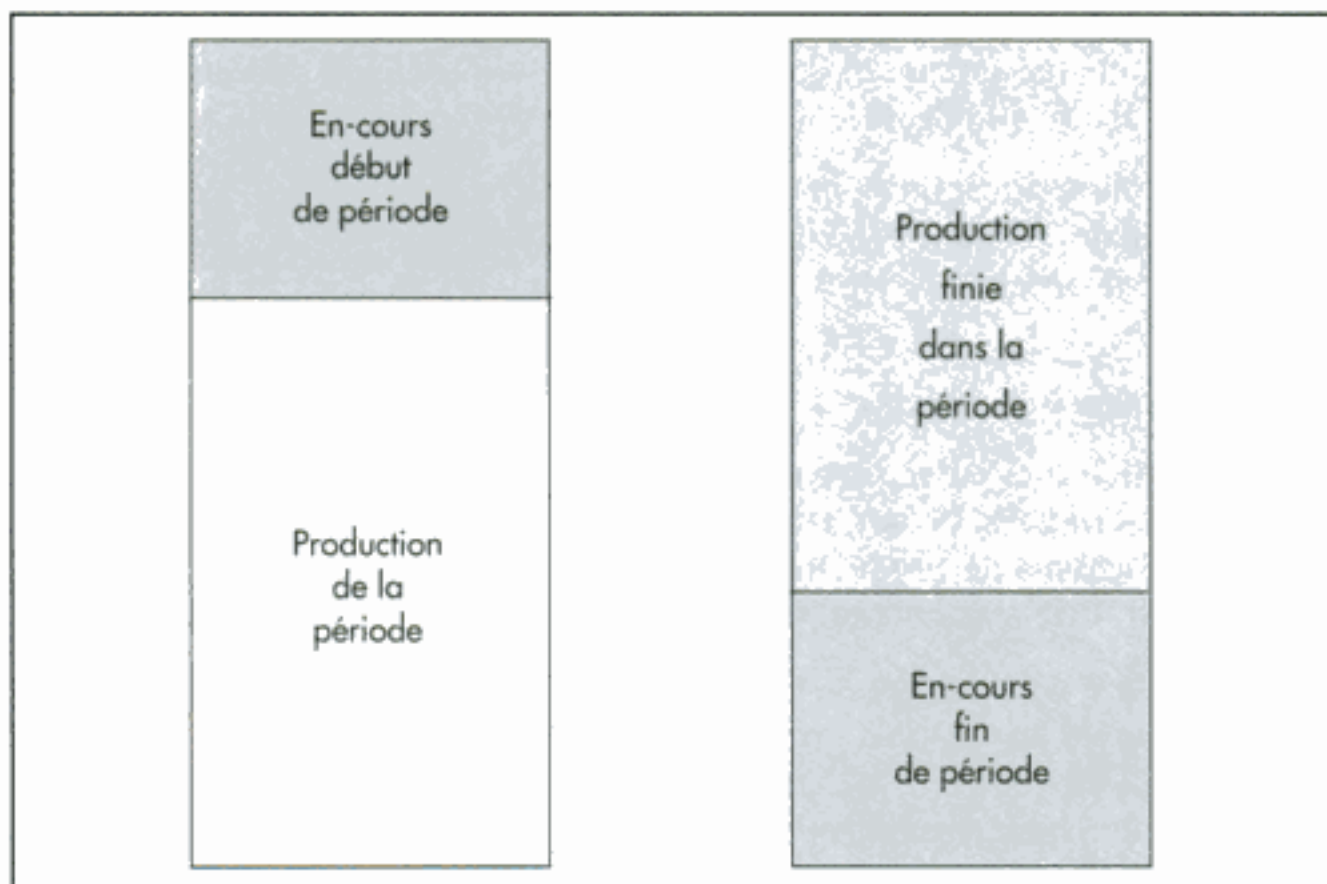 En-cours
début
de période
Production
de la
période
Production
finie
dans la
période
En-cours
fin
de période